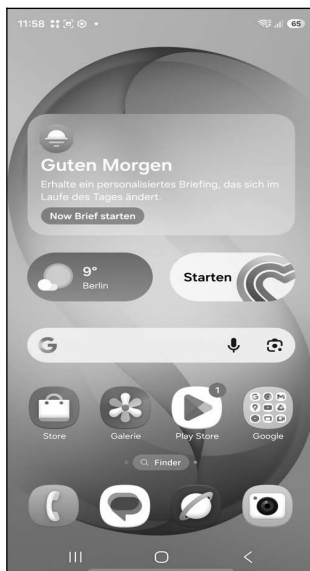 11:58
65
Guten Morgen
Erhalte ein personalisiertes Briefing, das sich im
Laufe des Tages ändert.
Now Brief starten
9°
Berlin
Starten
G
1
Store
Galerie
Play Store
Google
Finder